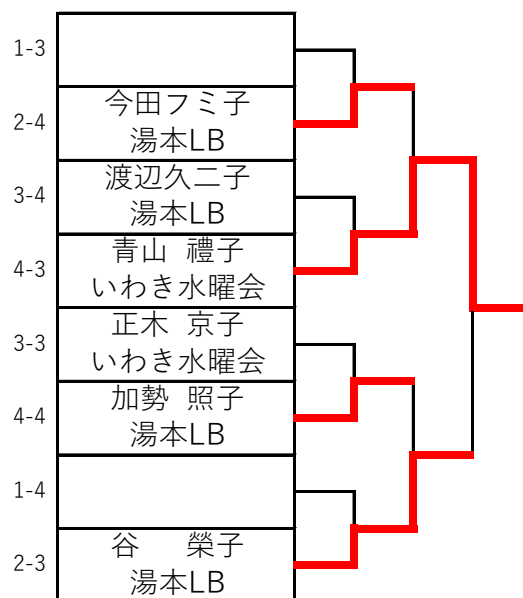 1-3
2-4
今田フミ子
湯本LB
3-4
渡辺久二子
湯本LB
4-3
青山 禮子
いわき水曜会
3-3
正木 京子
いわき水曜会
4-4
加勢 照子
湯本LB
1-4
2-3
谷 榮子
湯本LB